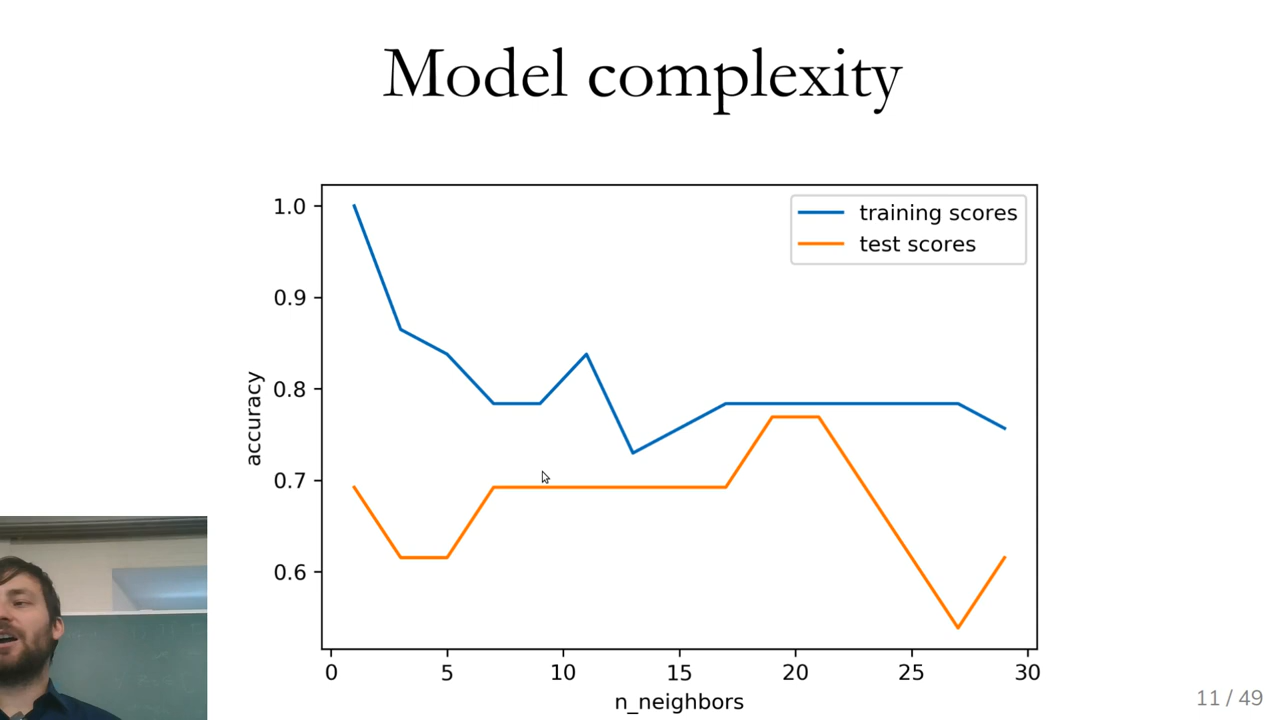 Model complexity
training scores
test scores
1.0
0.9
0.8
0.7
0.6
accuracy
0 5 10 15 20 25 30
n_neighbors
11 / 49